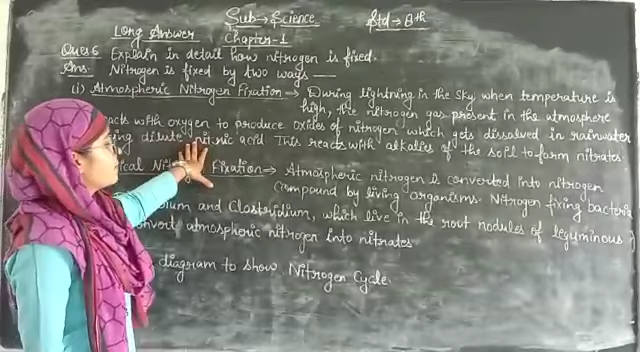 Sub → Science Std → 8th
Long Answer Chapter-1
Ques 6 Explain in detail how nitrogen is fixed.
Ans. Nitrogen is fixed by two ways —
(i) Atmospheric Nitrogen Fixation ⇒ During lightning in the sky, when temperature is
high, the nitrogen gas present in the atmosphere
acts with oxygen to produce oxides of nitrogen which gets dissolved in rainwater
ing dilute nitric acid This reacts with alkalies of the soil to form nitrates.
ical Fixation ⇒ Atmospheric nitrogen is converted into nitrogen
compound by living organisms. Nitrogen fixing bacteria
ium and Clostridium, which live in the root nodules of leguminous
onvert atmospheric nitrogen into nitrates
diagram to show Nitrogen Cycle.